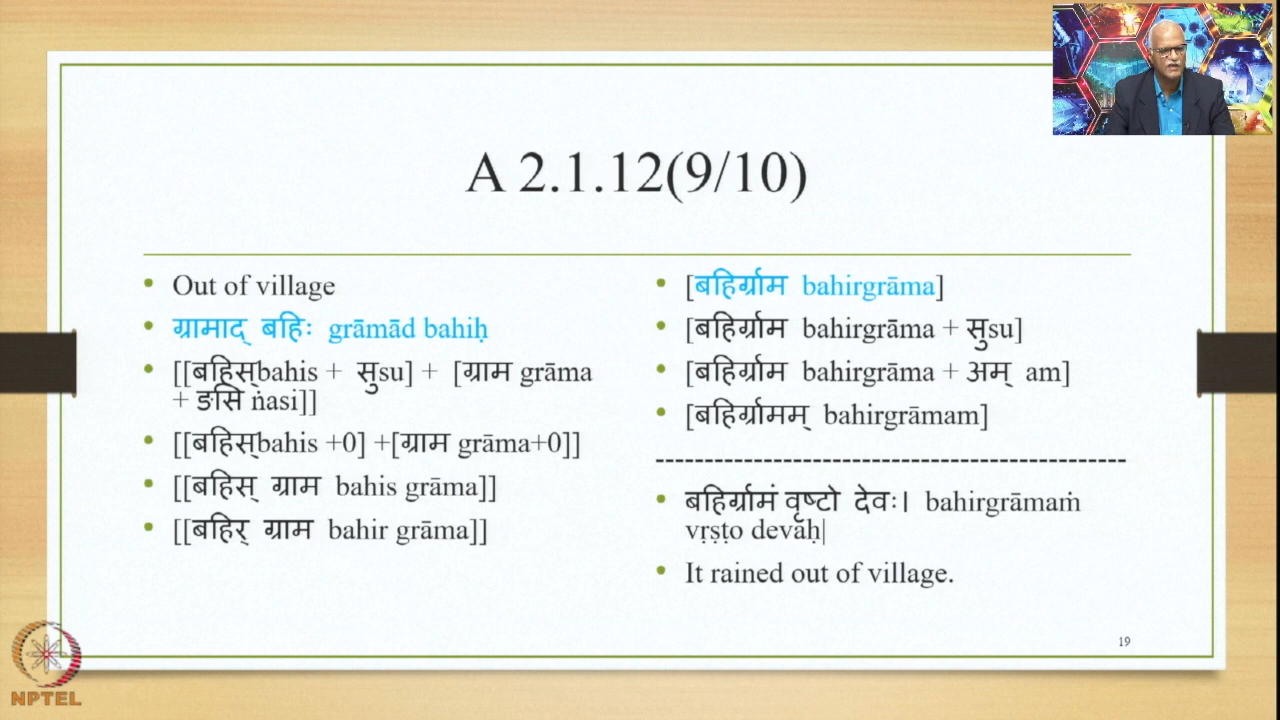 A 2.1.12(9/10)
Out of village
ग्रामाद् बहिः grāmād bahiḥ
[[बहिस्bahis + सुsu] + [ग्राम grāma
+ ङसि ṅasi]]
[[बहिस्bahis +0] +[ग्राम grāma+0]]
[[बहिस् ग्राम bahis grāma]]
[[बहिर् ग्राम bahir grāma]]
[बहिर्ग्राम bahirgrāma]
[बहिर्ग्राम bahirgrāma + सुsu]
[बहिर्ग्राम bahirgrāma + अम् am]
[बहिर्ग्रामम् bahirgrāmam]
------------------------------------------------
बहिर्ग्रामं वृष्टो देवः। bahirgrāmaṁ
vṛṣṭo devaḥ|
It rained out of village.
19
NPTEL